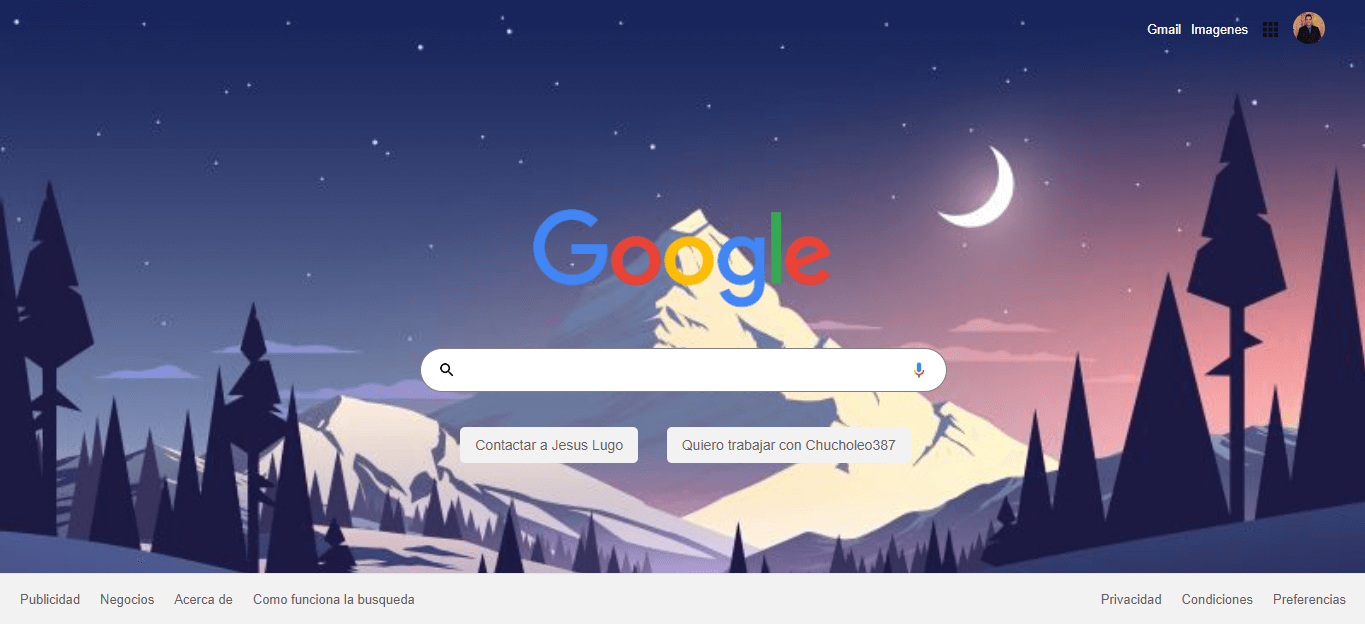 Gmail Imagenes
Google
Contactar a Jesus Lugo
Quiero trabajar con Chucholeo387
Publicidad Negocios Acerca de Como funciona la busqueda
Privacidad Condiciones Preferencias